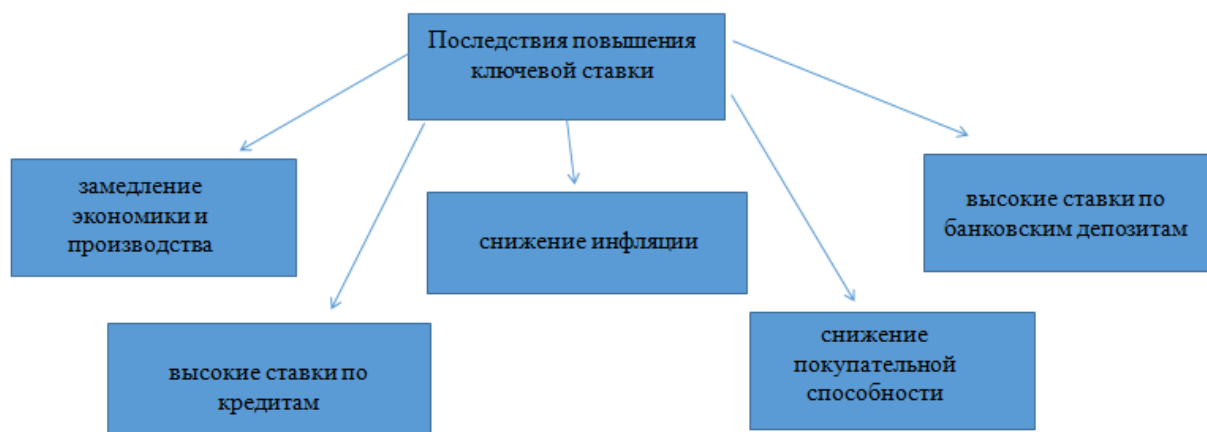 Последствия повышения
ключевой ставки
замедление
экономики и
производства
высокие ставки по
кредитам
снижение инфляции
снижение
покупательной
способности
высокие ставки по
банковским депозитам